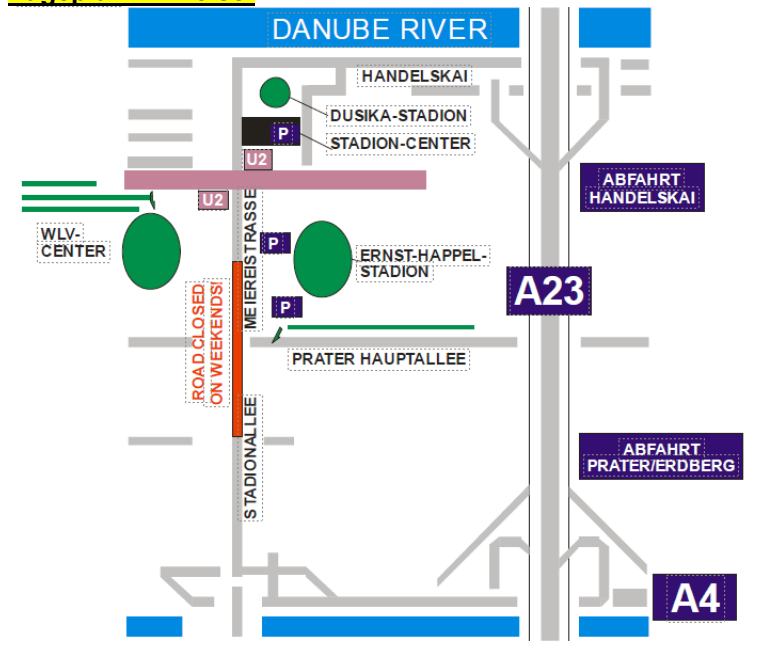 DANUBE RIVER
HANDELSKAI
DUSIKA-STADION
P
STADION-CENTER
U2
ABFAHRT
HANDELSKAI
U2
MEIEREISTRASSE
WLV-
CENTER
P
ERNST-HAPPEL-
STADION
A23
ROAD CLOSED
ON WEEKENDS!
P
PRATER HAUPTALLEE
STADIONALLEE
ABFAHRT
PRATER/ERDBERG
A4